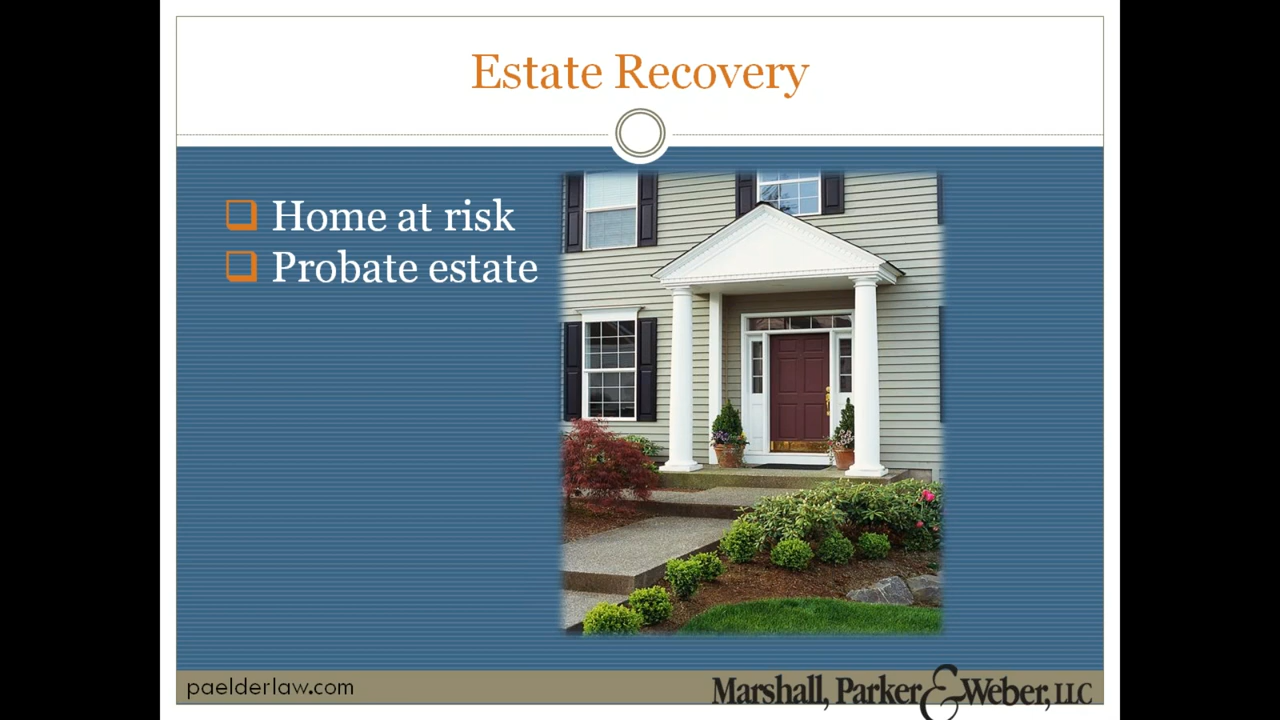 Estate Recovery
Home at risk
Probate estate
paelderlaw.com
Marshall, Parker & Weber, LLC